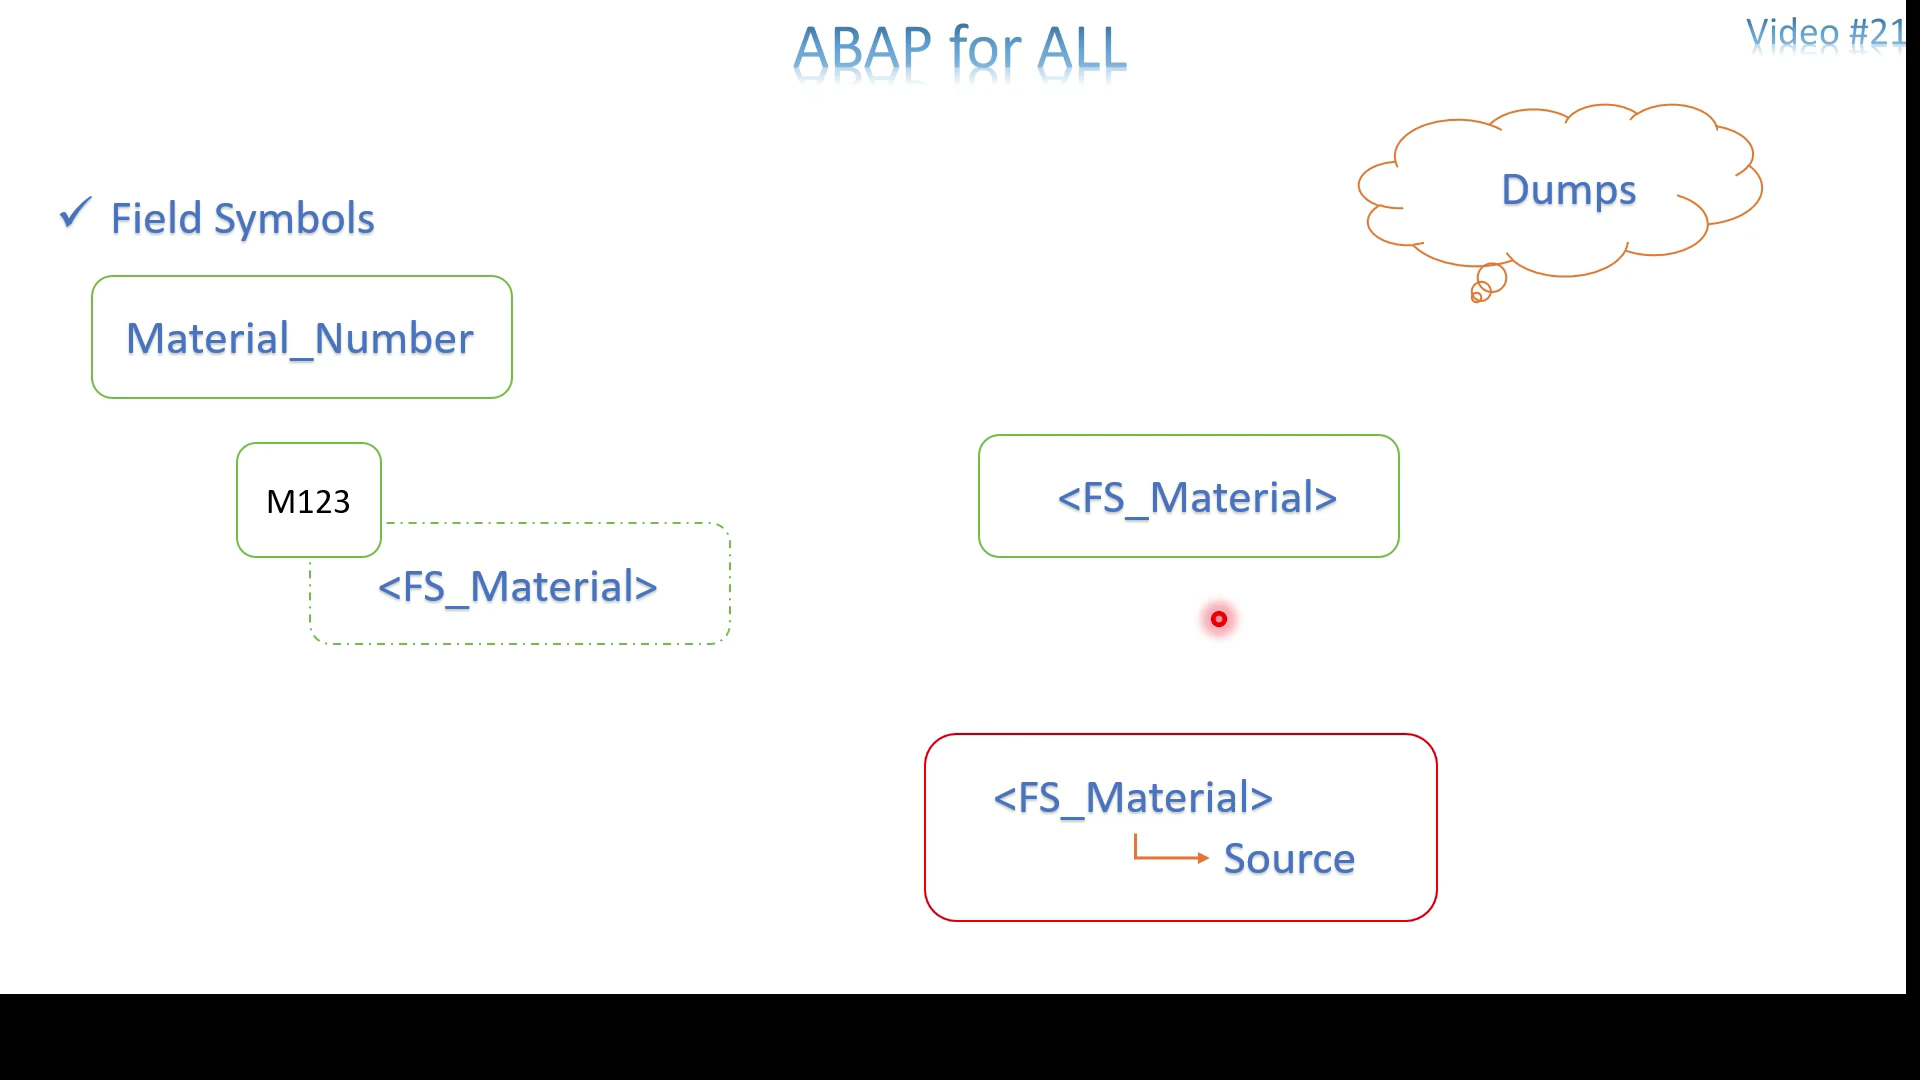 ABAP for ALL
Video #21
Dumps
✓ Field Symbols
Material_Number
M123
<FS_Material>
<FS_Material>
<FS_Material>
Source